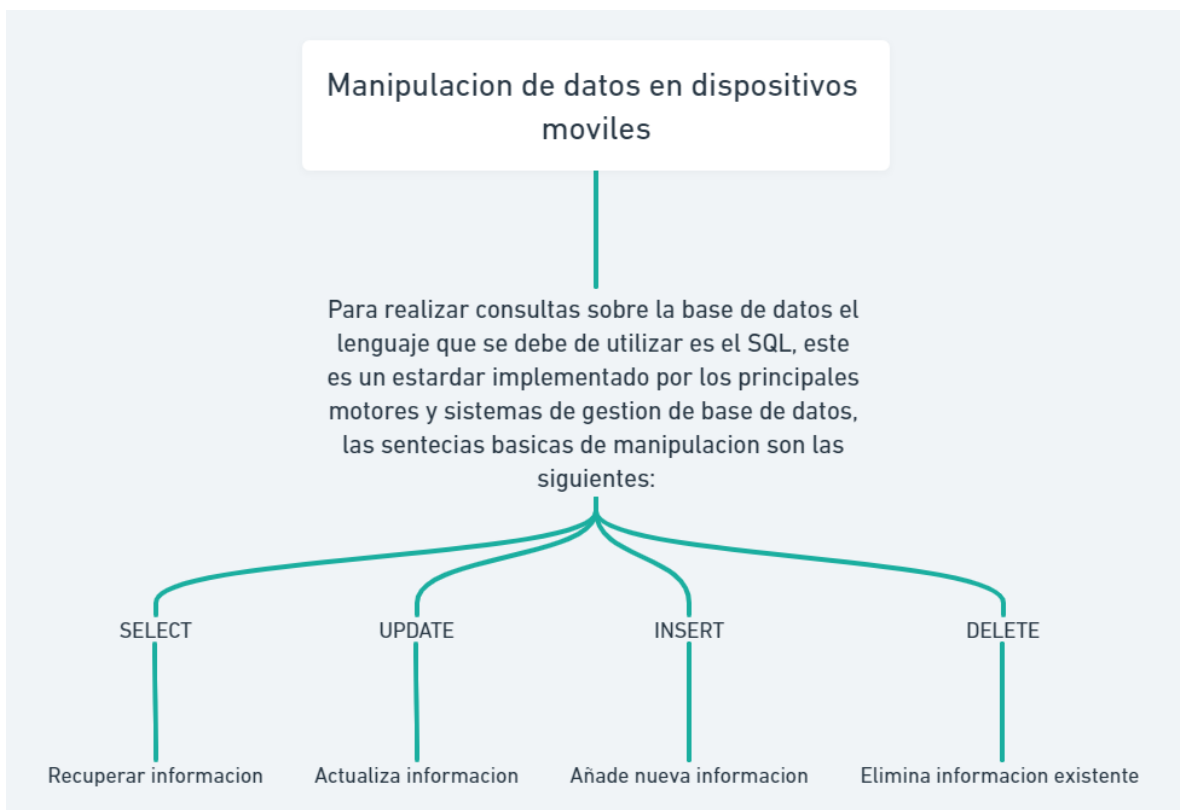 Manipulacion de datos en dispositivos
moviles
Para realizar consultas sobre la base de datos el
lenguaje que se debe de utilizar es el SQL, este
es un estardar implementado por los principales
motores y sistemas de gestion de base de datos,
las sentecias basicas de manipulacion son las
siguientes:
SELECT
UPDATE
INSERT
DELETE
Recuperar informacion
Actualiza informacion
Añade nueva informacion
Elimina informacion existente